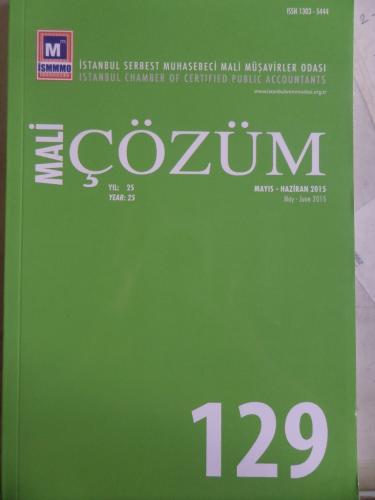 ISSN 1303 - 5444
M
İSMMMO
İSTANBUL SERBEST MUHASEBECİ MALİ MÜŞAVİRLER ODASI
ISTANBUL CHAMBER OF CERTIFIED PUBLIC ACCOUNTANTS
MALİ
ÇÖZÜM
YIL: 25
YEAR: 25
MAYIS - HAZİRAN 2015
May - June 2015
129